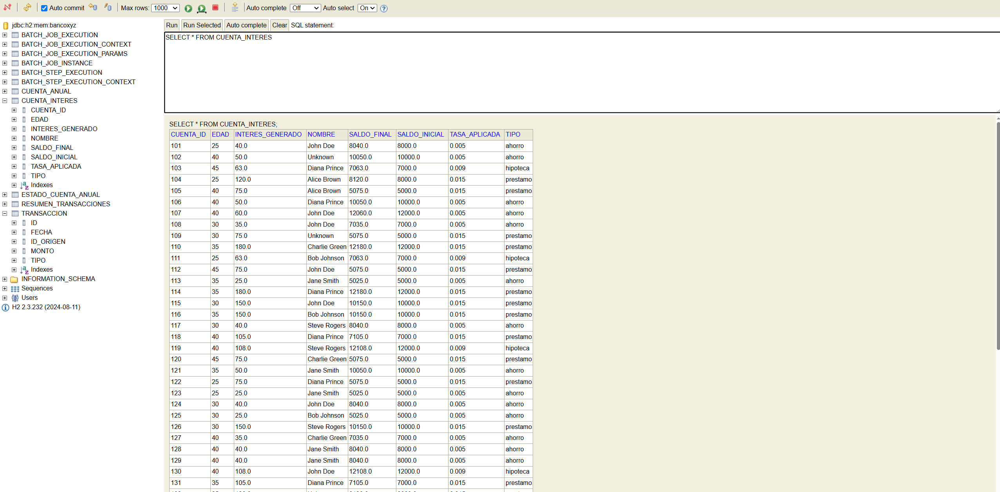 Auto commit Max rows: 1000 Auto complete Off Auto select On
jdbc:h2:mem:bancoxyz
BATCH_JOB_EXECUTION
BATCH_JOB_EXECUTION_CONTEXT
BATCH_JOB_EXECUTION_PARAMS
BATCH_JOB_INSTANCE
BATCH_STEP_EXECUTION
BATCH_STEP_EXECUTION_CONTEXT
CUENTA_ANUAL
CUENTA_INTERES
CUENTA_ID
EDAD
INTERES_GENERADO
NOMBRE
SALDO_FINAL
SALDO_INICIAL
TASA_APLICADA
TIPO
Indexes
ESTADO_CUENTA_ANUAL
RESUMEN_TRANSACCIONES
TRANSACCION
ID
FECHA
ID_ORIGEN
MONTO
TIPO
Indexes
INFORMATION_SCHEMA
Sequences
Users
H2 2.3.232 (2024-08-11)
Run Run Selected Auto complete Clear SQL statement:
SELECT * FROM CUENTA_INTERES
SELECT * FROM CUENTA_INTERES;
CUENTA_ID EDAD INTERES_GENERADO NOMBRE SALDO_FINAL SALDO_INICIAL TASA_APLICADA TIPO
101 25 40.0 John Doe 8040.0 8000.0 0.005 ahorro
102 40 50.0 Unknown 10050.0 10000.0 0.005 ahorro
103 45 63.0 Diana Prince 7063.0 7000.0 0.009 hipoteca
104 25 120.0 Alice Brown 8120.0 8000.0 0.015 prestamo
105 40 75.0 Alice Brown 5075.0 5000.0 0.015 prestamo
106 40 50.0 Diana Prince 10050.0 10000.0 0.005 ahorro
107 40 60.0 John Doe 12060.0 12000.0 0.005 ahorro
108 30 35.0 John Doe 7035.0 7000.0 0.005 ahorro
109 30 75.0 Unknown 5075.0 5000.0 0.015 prestamo
110 35 180.0 Charlie Green 12180.0 12000.0 0.015 prestamo
111 25 63.0 Bob Johnson 7063.0 7000.0 0.009 hipoteca
112 45 75.0 John Doe 5075.0 5000.0 0.015 prestamo
113 35 25.0 Jane Smith 5025.0 5000.0 0.005 ahorro
114 35 180.0 Diana Prince 12180.0 12000.0 0.015 prestamo
115 30 150.0 John Doe 10150.0 10000.0 0.015 prestamo
116 35 150.0 Bob Johnson 10150.0 10000.0 0.015 prestamo
117 30 40.0 Steve Rogers 8040.0 8000.0 0.005 ahorro
118 40 105.0 Diana Prince 7105.0 7000.0 0.015 prestamo
119 40 108.0 Steve Rogers 12108.0 12000.0 0.009 hipoteca
120 45 75.0 Charlie Green 5075.0 5000.0 0.015 prestamo
121 35 50.0 Jane Smith 10050.0 10000.0 0.005 ahorro
122 25 75.0 Diana Prince 5075.0 5000.0 0.015 prestamo
123 25 25.0 Jane Smith 5025.0 5000.0 0.005 ahorro
124 30 40.0 John Doe 8040.0 8000.0 0.005 ahorro
125 30 25.0 Bob Johnson 5025.0 5000.0 0.005 ahorro
126 30 150.0 Steve Rogers 10150.0 10000.0 0.015 prestamo
127 40 35.0 Charlie Green 7035.0 7000.0 0.005 ahorro
128 40 40.0 Jane Smith 8040.0 8000.0 0.005 ahorro
129 40 40.0 Jane Smith 8040.0 8000.0 0.005 ahorro
130 40 108.0 John Doe 12108.0 12000.0 0.009 hipoteca
131 35 105.0 Diana Prince 7105.0 7000.0 0.015 prestamo